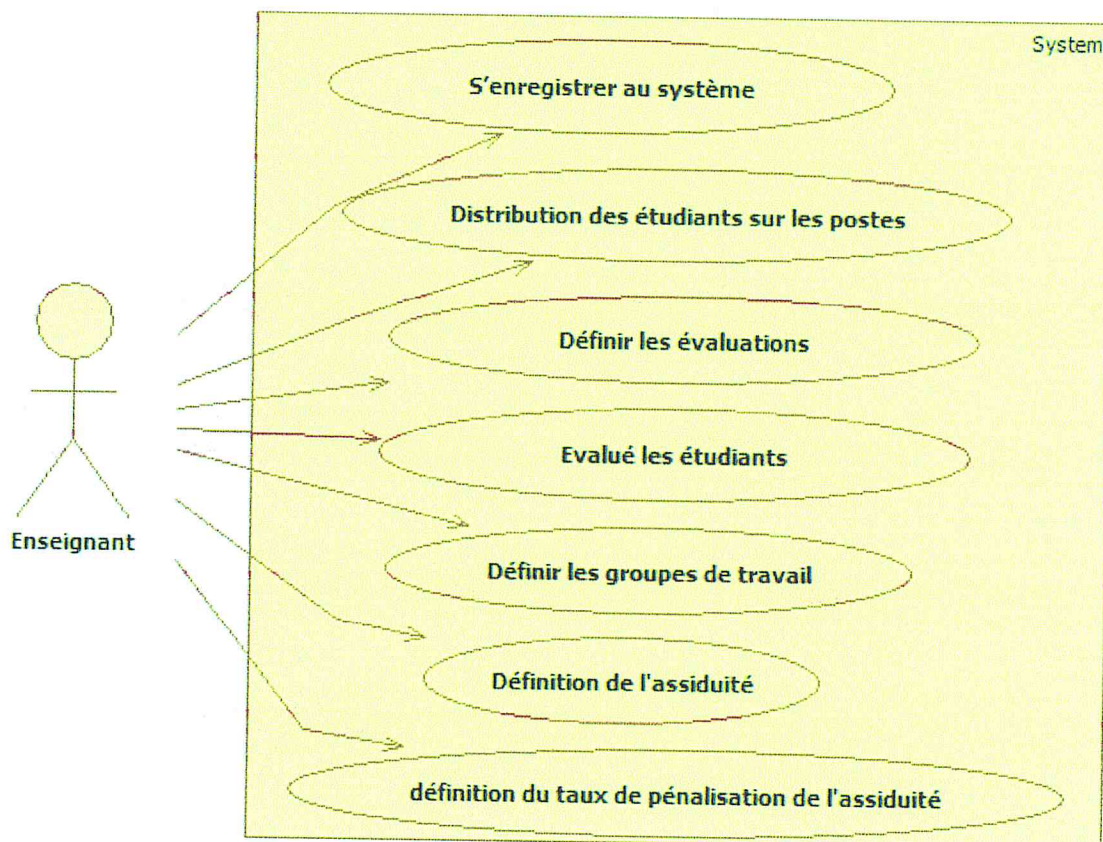 System
S'enregistrer au système
Distribution des étudiants sur les postes
Définir les évaluations
Evalué les étudiants
Enseignant
Définir les groupes de travail
Définition de l'assiduité
définition du taux de pénalisation de l'assiduité